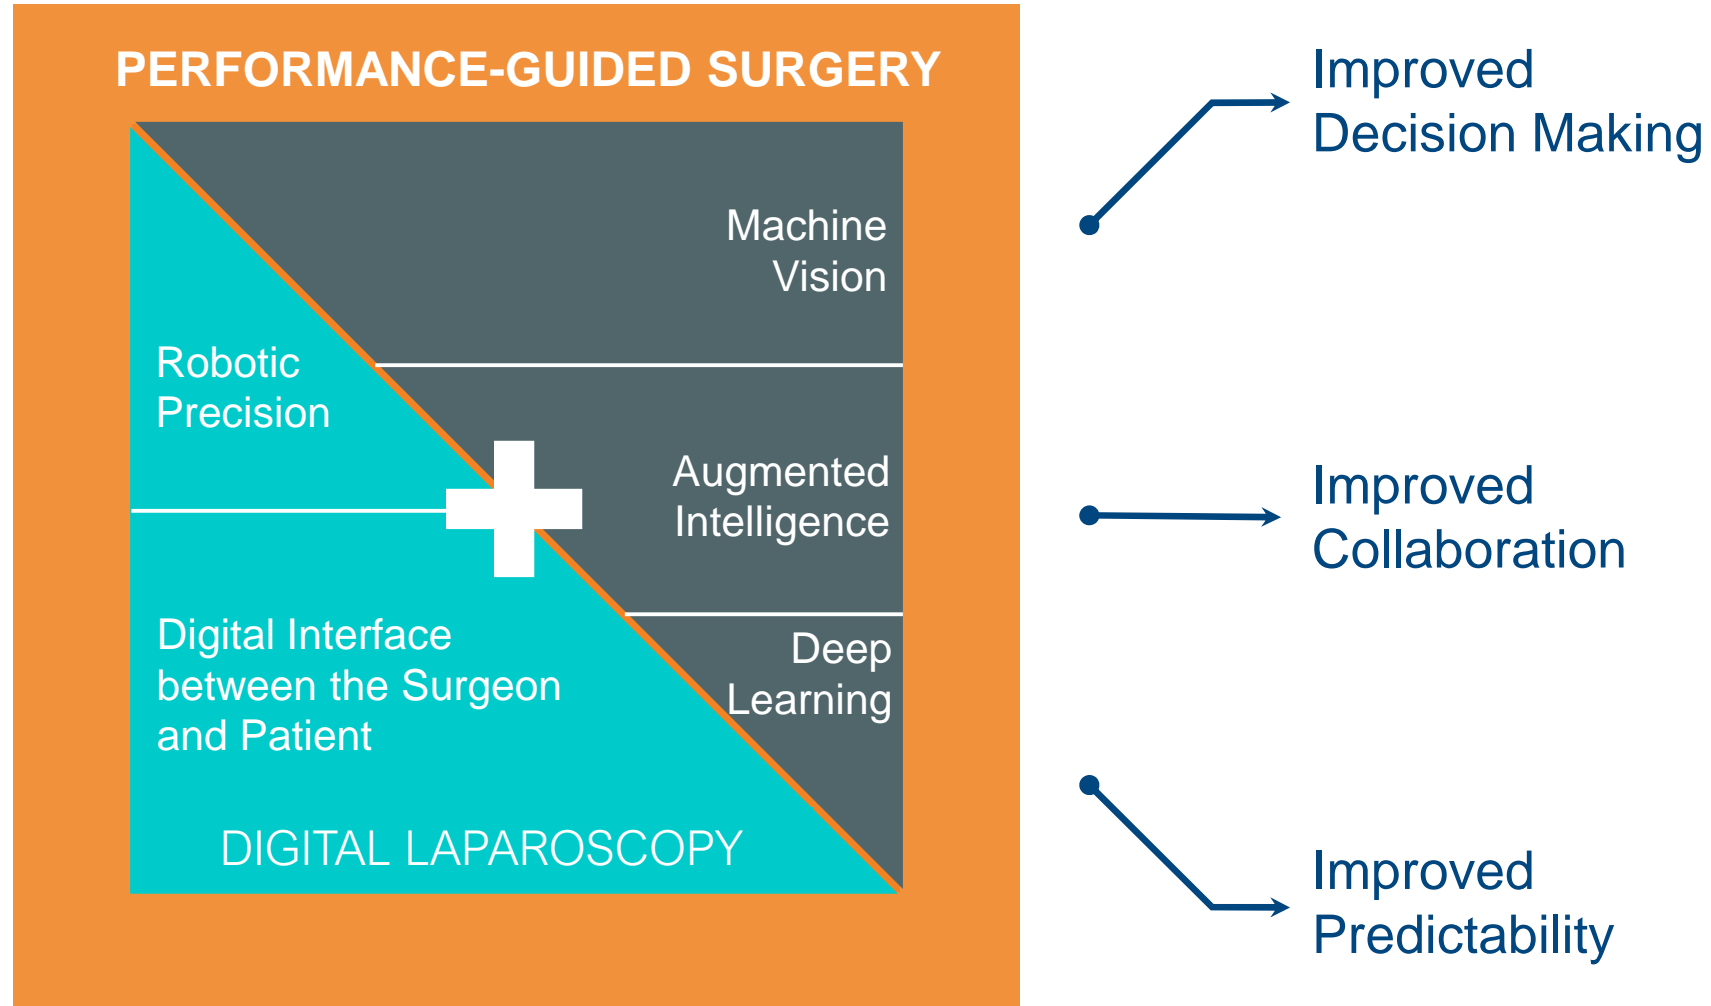 PERFORMANCE-GUIDED SURGERY
Machine
Vision
Robotic
Precision
Augmented
Intelligence
Digital Interface
between the Surgeon
and Patient
Deep
Learning
DIGITAL LAPAROSCOPY
Improved
Decision Making
Improved
Collaboration
Improved
Predictability